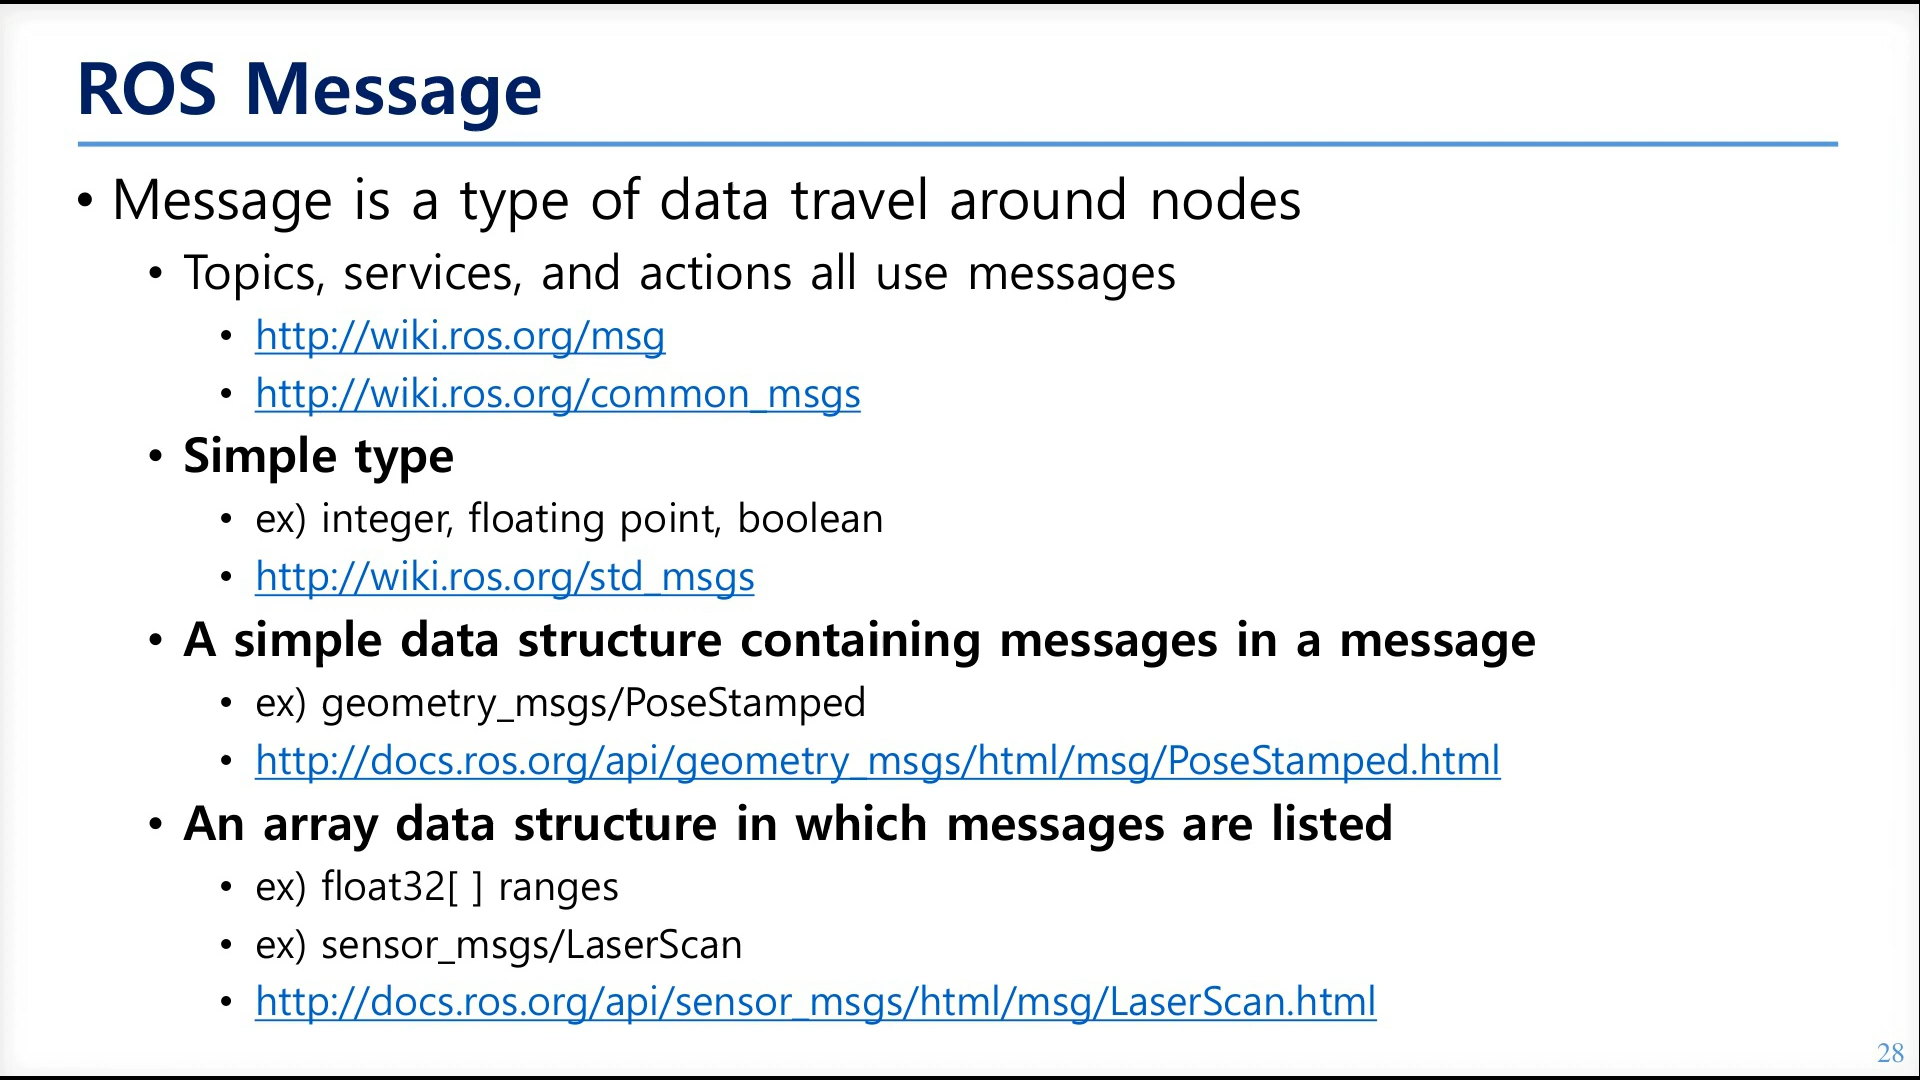 ROS Message
• Message is a type of data travel around nodes
• Topics, services, and actions all use messages
• http://wiki.ros.org/msg
• http://wiki.ros.org/common_msgs
• Simple type
• ex) integer, floating point, boolean
• http://wiki.ros.org/std_msgs
• A simple data structure containing messages in a message
• ex) geometry_msgs/PoseStamped
• http://docs.ros.org/api/geometry_msgs/html/msg/PoseStamped.html
• An array data structure in which messages are listed
• ex) float32[ ] ranges
• ex) sensor_msgs/LaserScan
• http://docs.ros.org/api/sensor_msgs/html/msg/LaserScan.html
28